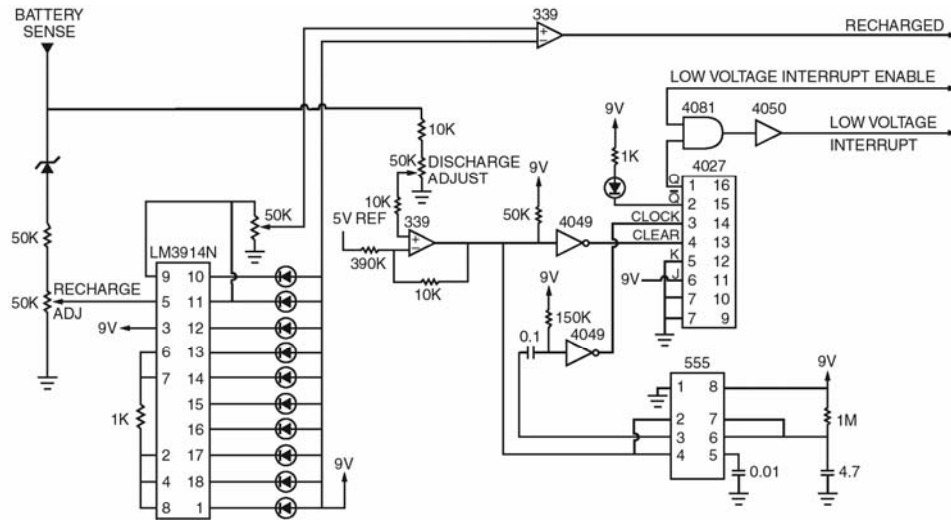 BATTERY
SENSE
339
RECHARGED
LOW VOLTAGE INTERRUPT ENABLE
4081
4050
LOW VOLTAGE
INTERRUPT
10K
9V
1K
50K
DISCHARGE
ADJUST
10K
5V REF
339
390K
10K
9V
50K
4049
Q
Q̅
CLOCK
CLEAR
K
J
9V
4027
1 16
2 15
3 14
4 13
5 12
6 11
7 10
7 9
50K
50K
50K
RECHARGE
ADJ
9V
1K
LM3914N
9 10
5 11
3 12
6 13
7 14
15
16
2 17
4 18
8 1
9V
9V
150K
0.1
4049
555
1 8
2 7
3 6
4 5
9V
1M
0.01
4.7
+
−
+
−